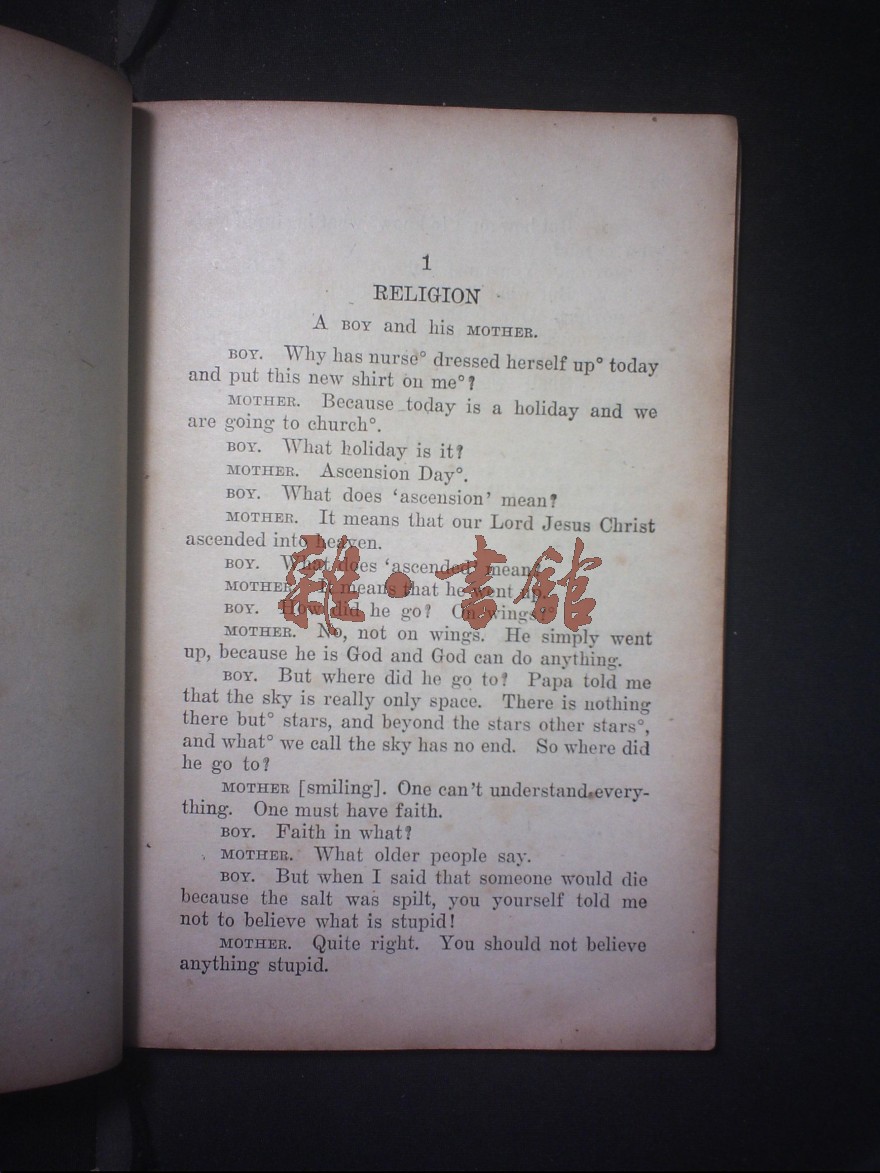 1
RELIGION
A BOY and his MOTHER.
BOY. Why has nurse° dressed herself up° today
and put this new shirt on me°?
MOTHER. Because today is a holiday and we
are going to church°.
BOY. What holiday is it?
MOTHER. Ascension Day°.
BOY. What does ‘ascension’ mean?
MOTHER. It means that our Lord Jesus Christ
ascended into heaven.
BOY. What does ‘ascended’ mean?
MOTHER. It means that he went up.
BOY. How did he go? On wings?°
MOTHER. No, not on wings. He simply went
up, because he is God and God can do anything.
BOY. But where did he go to? Papa told me
that the sky is really only space. There is nothing
there but° stars, and beyond the stars other stars°,
and what° we call the sky has no end. So where did
he go to?
MOTHER [smiling]. One can’t understand every-
thing. One must have faith.
BOY. Faith in what?
MOTHER. What older people say.
BOY. But when I said that someone would die
because the salt was spilt, you yourself told me
not to believe what is stupid!
MOTHER. Quite right. You should not believe
anything stupid.
雜·書館